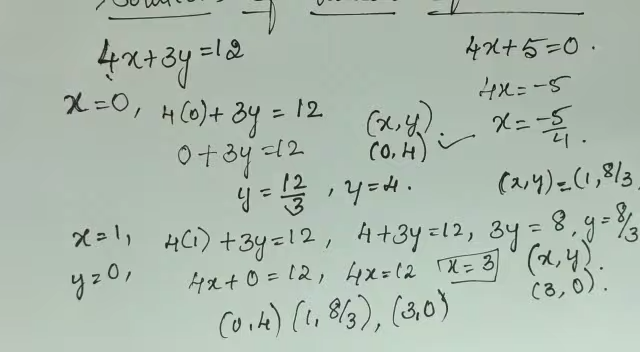 4x+3y=12 4x+5=0.
4x=-5
x=0, 4(0)+3y=12 (x,y) x=-5/4.
0+3y=12 (0,4) ✓
y=12/3, y=4. (x,y)=(1,8/3
x=1, 4(1)+3y=12, 4+3y=12, 3y=8, y=8/3
y=0, 4x+0=12, 4x=12 x=3 (x,y).
(3,0).
(0,4) (1,8/3), (3,0)